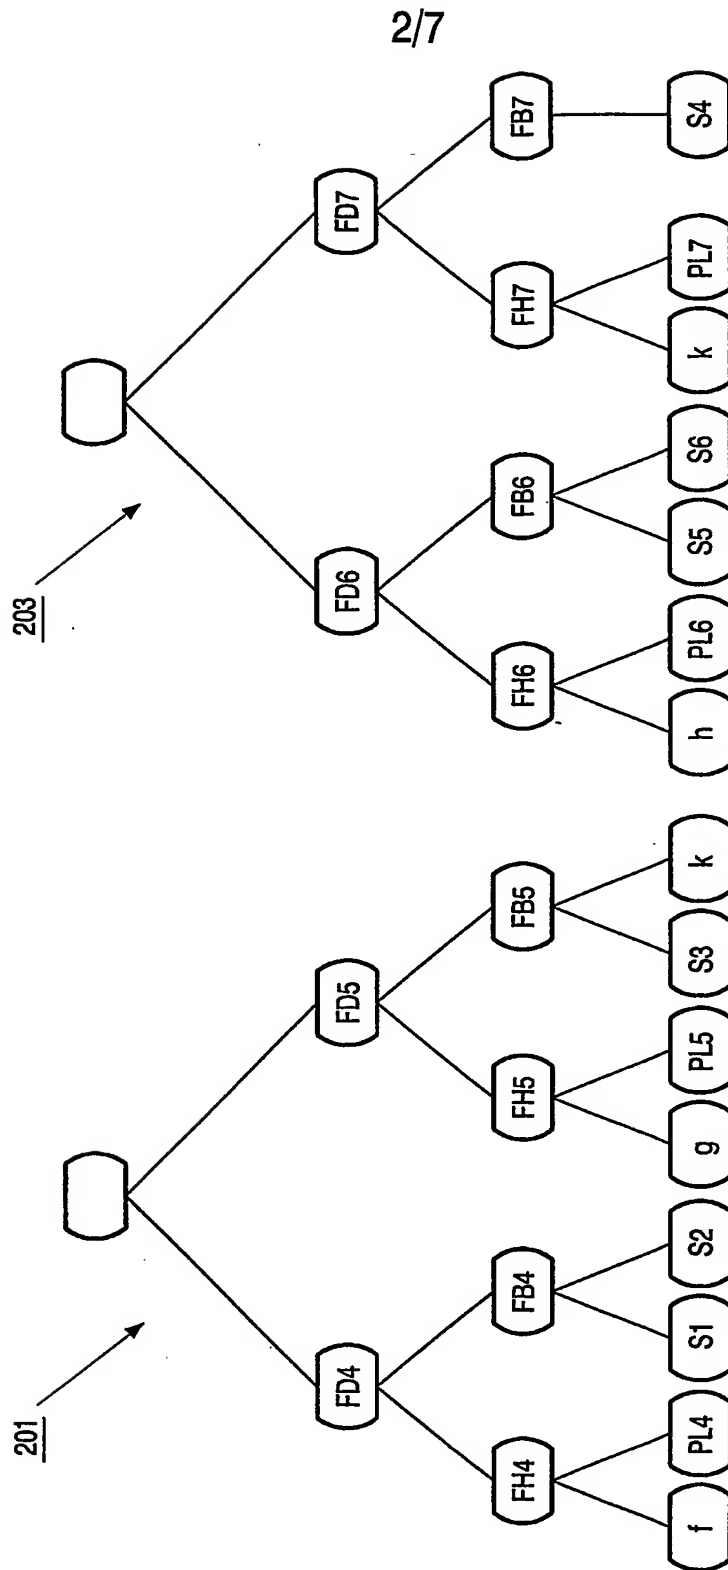 2/7
201
203
FD4 FD5 FD6 FD7
FH4 FB4 FH5 FB5 FH6 FB6 FH7 FB7
f PL4 S1 S2 g PL5 S3 k h PL6 S5 S6 k PL7 S4